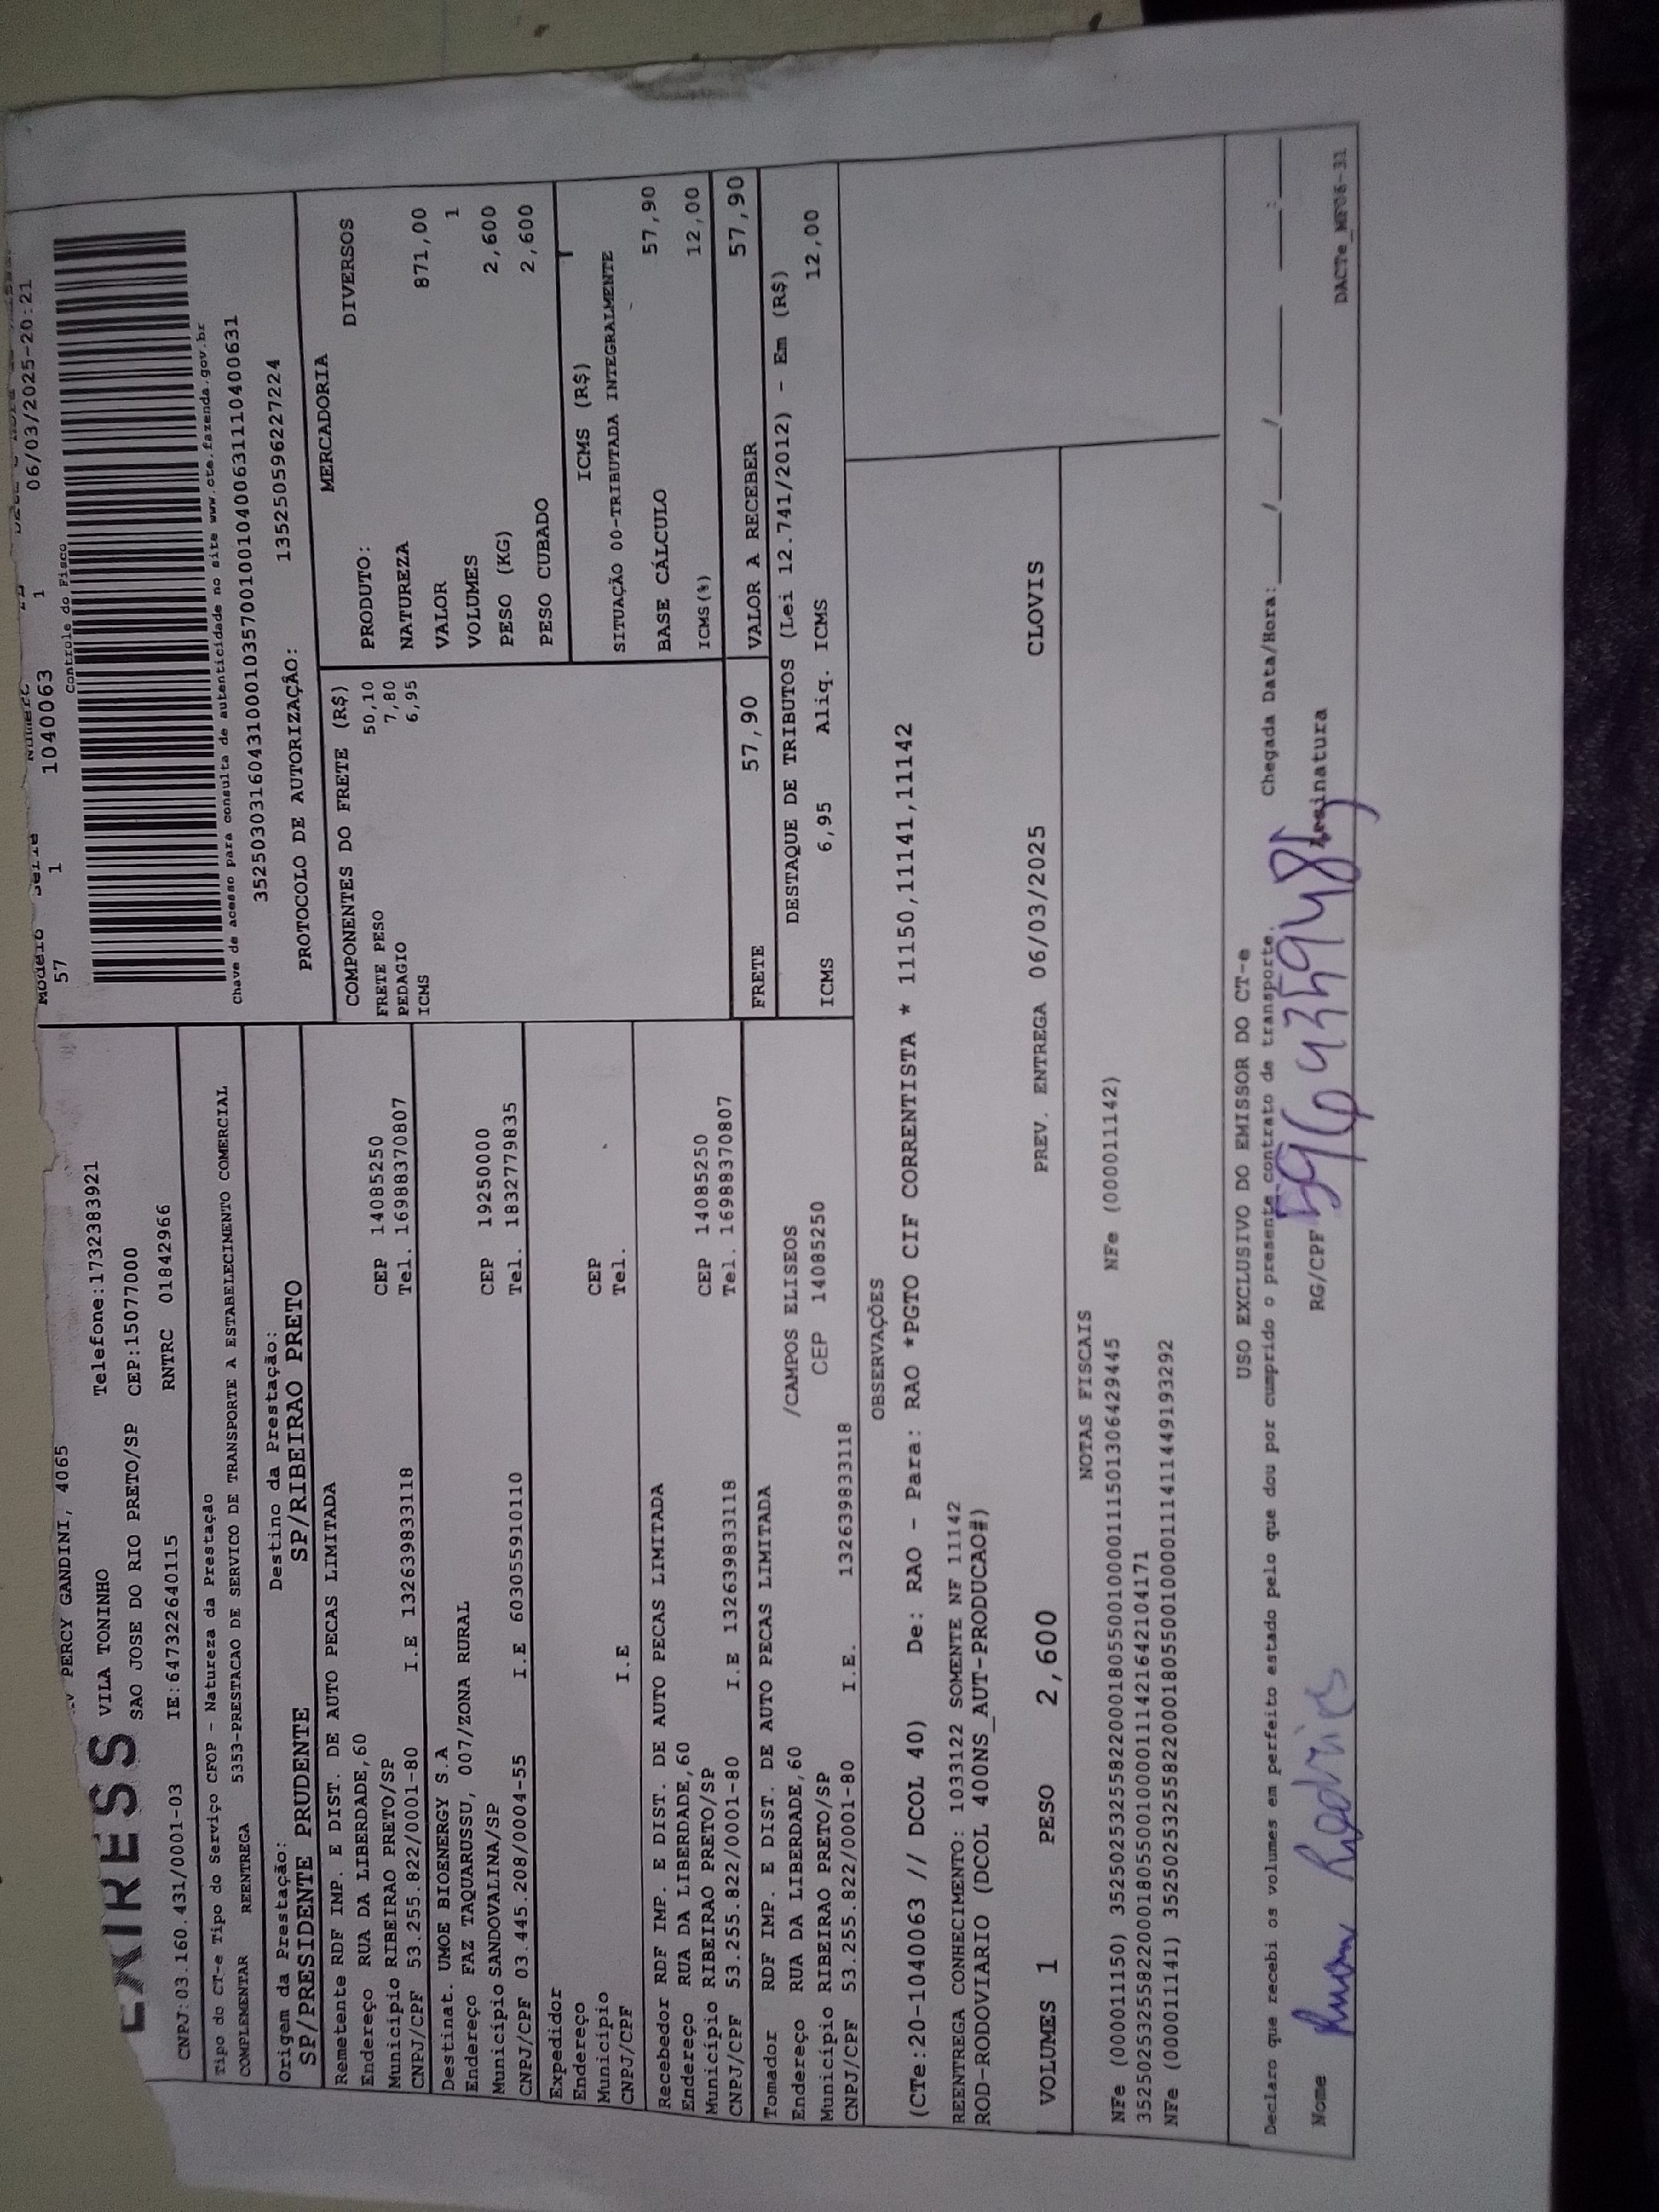 PERCY GANDINI, 4065
VILA TONINHO Telefone:1732383921
SAO JOSE DO RIO PRETO/SP CEP:15077000
CNPJ:03.160.431/0001-03 IE:647322640115 RNTRC 01842966
Tipo do CT-e Tipo do Serviço CFOP - Natureza da Prestação
COMPLEMENTAR REENTREGA 5353-PRESTACAO DE SERVICO DE TRANSPORTE A ESTABELECIMENTO COMERCIAL
Origem da Prestação: Destino da Prestação:
SP/PRESIDENTE PRUDENTE SP/RIBEIRAO PRETO
Modelo Serie Numero
57 1 1040063 1 06/03/2025-20:21
Controle do Fisco
Chave de acesso para consulta de autenticidade no site www.cte.fazenda.gov.br
35250303160431000103570010010400631110400631
PROTOCOLO DE AUTORIZAÇÃO: 135250596227224
Remetente RDF IMP. E DIST. DE AUTO PECAS LIMITADA
Endereço RUA DA LIBERDADE,60
Município RIBEIRAO PRETO/SP CEP 14085250
CNPJ/CPF 53.255.822/0001-80 I.E 132639833118 Tel. 16988370807
Destinat. UMOE BIOENERGY S.A
Endereço FAZ TAQUARUSSU, 007/ZONA RURAL
Município SANDOVALINA/SP CEP 19250000
CNPJ/CPF 03.445.208/0004-55 I.E 603055910110 Tel. 1832779835
Expedidor
Endereço
Município CEP
CNPJ/CPF I.E Tel.
Recebedor RDF IMP. E DIST. DE AUTO PECAS LIMITADA
Endereço RUA DA LIBERDADE,60
Município RIBEIRAO PRETO/SP CEP 14085250
CNPJ/CPF 53.255.822/0001-80 I.E 132639833118 Tel. 16988370807
Tomador RDF IMP. E DIST. DE AUTO PECAS LIMITADA
Endereço RUA DA LIBERDADE,60 /CAMPOS ELISEOS
Município RIBEIRAO PRETO/SP CEP 14085250
CNPJ/CPF 53.255.822/0001-80 I.E. 132639833118
COMPONENTES DO FRETE (R$)
FRETE PESO 50,10
PEDAGIO 7,80
ICMS 6,95
MERCADORIA
PRODUTO: DIVERSOS
NATUREZA
VALOR 871,00
VOLUMES 1
PESO (KG) 2,600
PESO CUBADO 2,600
ICMS (R$)
SITUAÇÃO 00-TRIBUTADA INTEGRALMENTE
BASE CÁLCULO 57,90
ICMS(%) 12,00
FRETE 57,90 VALOR A RECEBER 57,90
DESTAQUE DE TRIBUTOS (Lei 12.741/2012) - Em (R$)
ICMS 6,95 Aliq. ICMS 12,00
OBSERVAÇÕES
(CTe:20-1040063 // DCOL 40) De: RAO - Para: RAO *PGTO CIF CORRENTISTA * 11150,11141,11142
REENTREGA CONHECIMENTO: 1033122 SOMENTE NF 11142
ROD-RODOVIARIO (DCOL 400NS_AUT-PRODUCAO#)
VOLUMES 1 PESO 2,600 PREV. ENTREGA 06/03/2025 CLOVIS
NOTAS FISCAIS
NFe (000011150) 35250253255822000180550010000111501306429445 NFe (000011142)
35250253255822000180550010000111421642104171
NFe (000011141) 35250253255822000180550010000111411449193292
USO EXCLUSIVO DO EMISSOR DO CT-e
Declaro que recebi os volumes em perfeito estado pelo que dou por cumprido o presente contrato de transporte. Chegada Data/Hora:___/___/___ ___:___
Nome RG/CPF Assinatura
DACTe_MF06-31